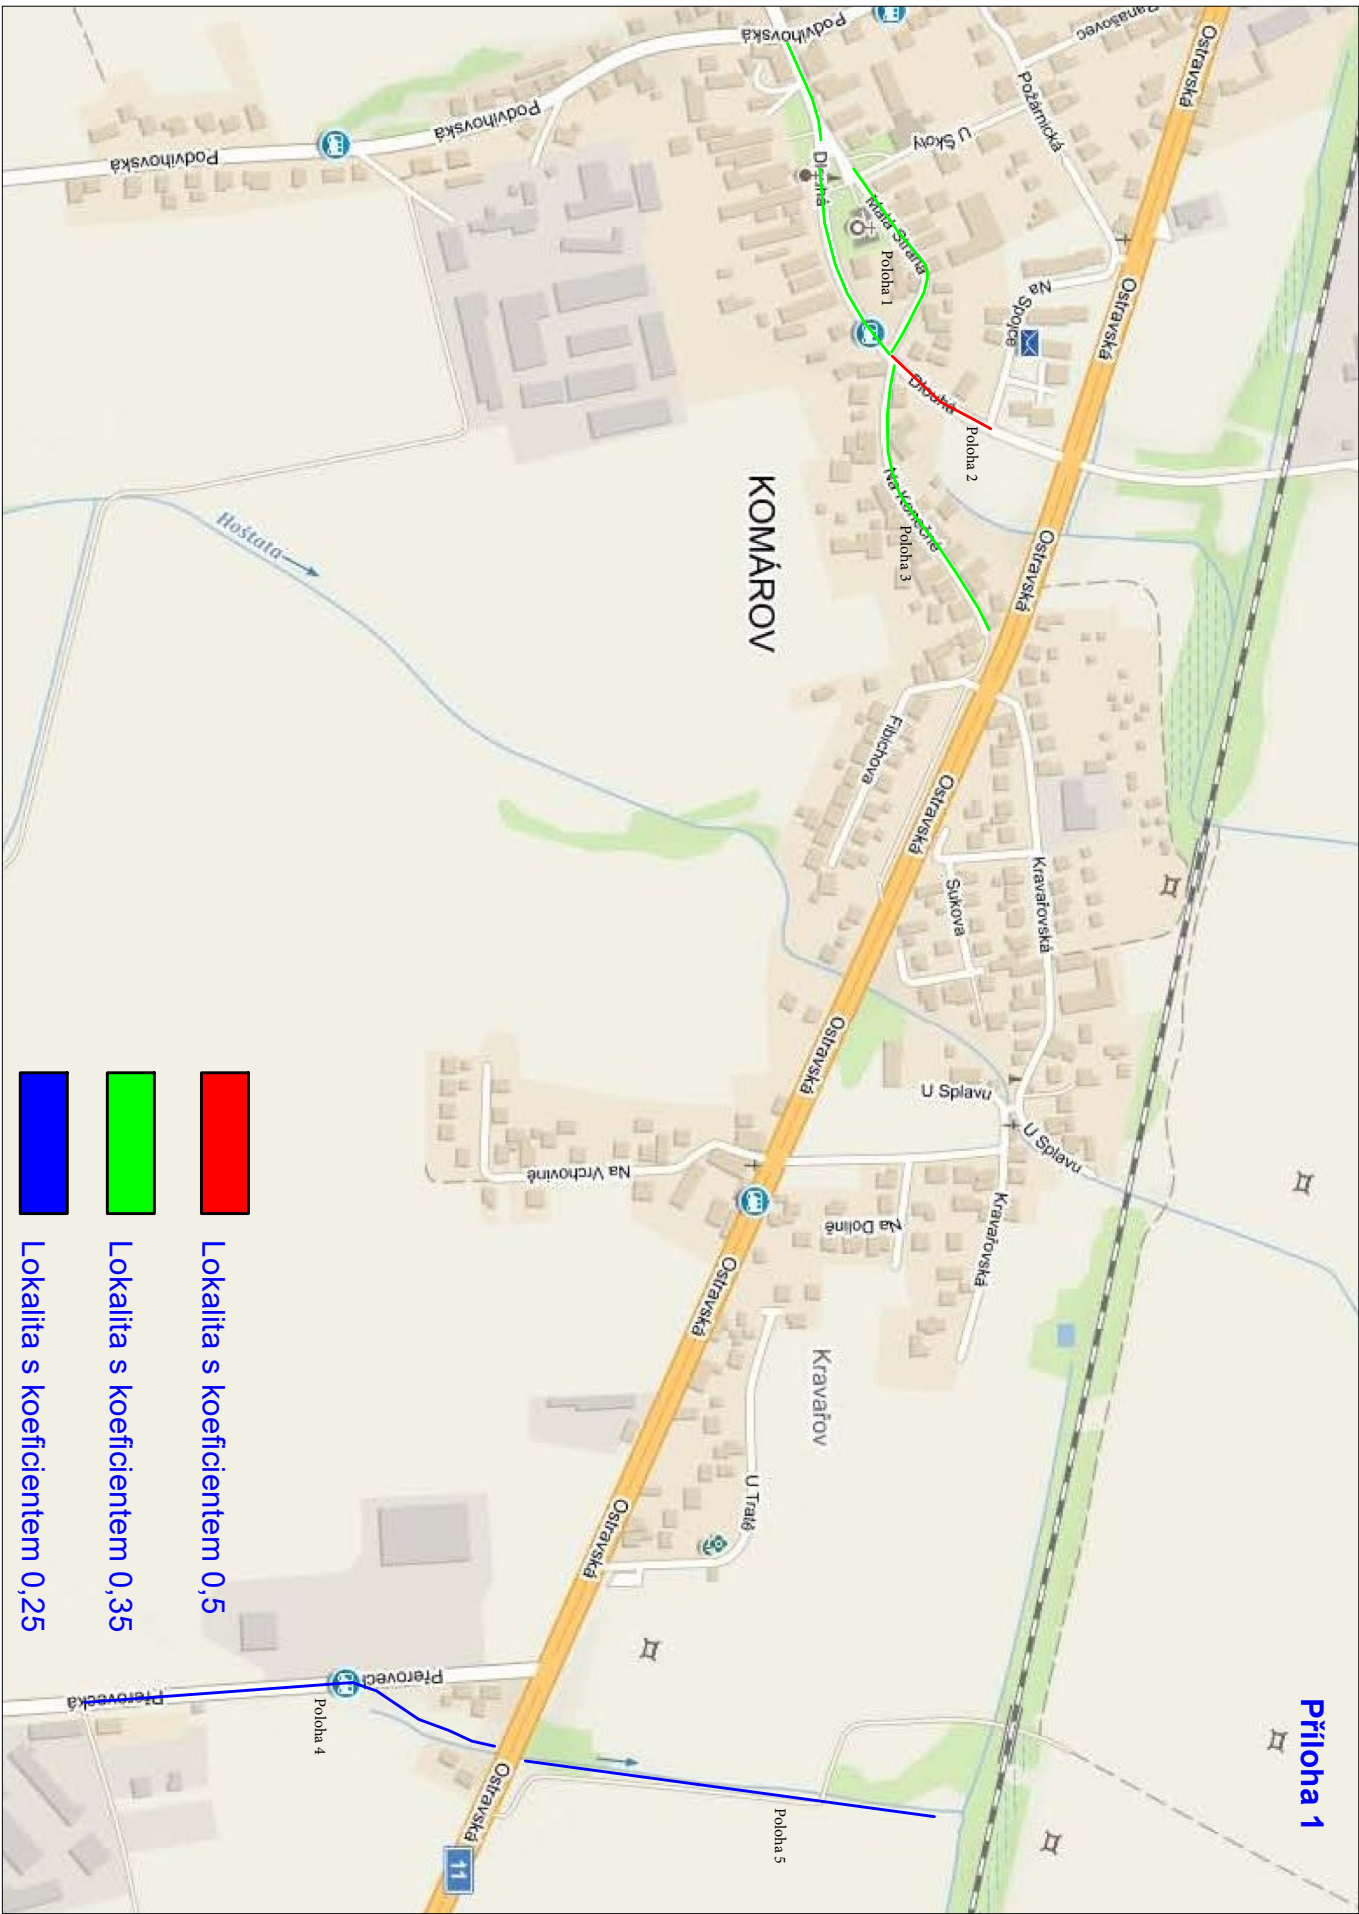 Příloha 1
Ostravská
Požárnická
U Školy
Podvihovská
Podvihovská
Podvihovská
Dlouhá
Malá Strana
Poloha 1
Na Spojce
Ostravská
Dlouhá
Poloha 2
Na Konečné
Poloha 3
KOMÁROV
Hoštata
Ostravská
Fibichova
Ostravská
Sukova
Kravařovská
Ostravská
U Splavu
U Splavu
Na Vrchovině
Na Dolině
Kravařovská
Ostravská
Kravařov
U Tratě
Ostravská
Přerovecká
Poloha 4
Ostravská
11
Poloha 5
Lokalita s koeficientem 0,5
Lokalita s koeficientem 0,35
Lokalita s koeficientem 0,25